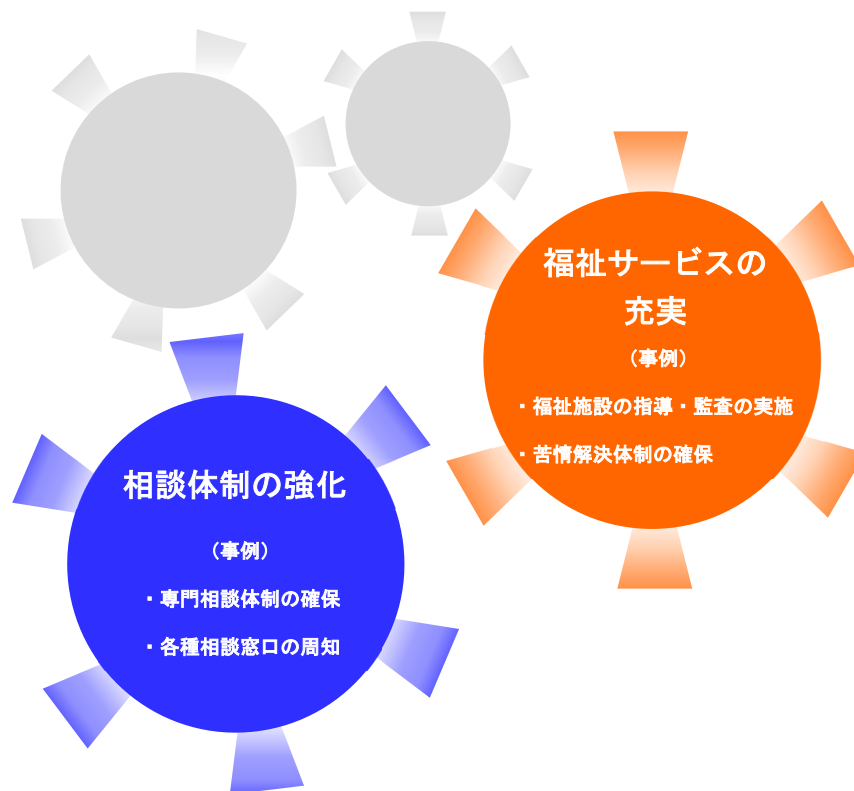 福祉サービスの
充実
（事例）
・福祉施設の指導・監査の実施
・苦情解決体制の確保
相談体制の強化
（事例）
・専門相談体制の確保
・各種相談窓口の周知